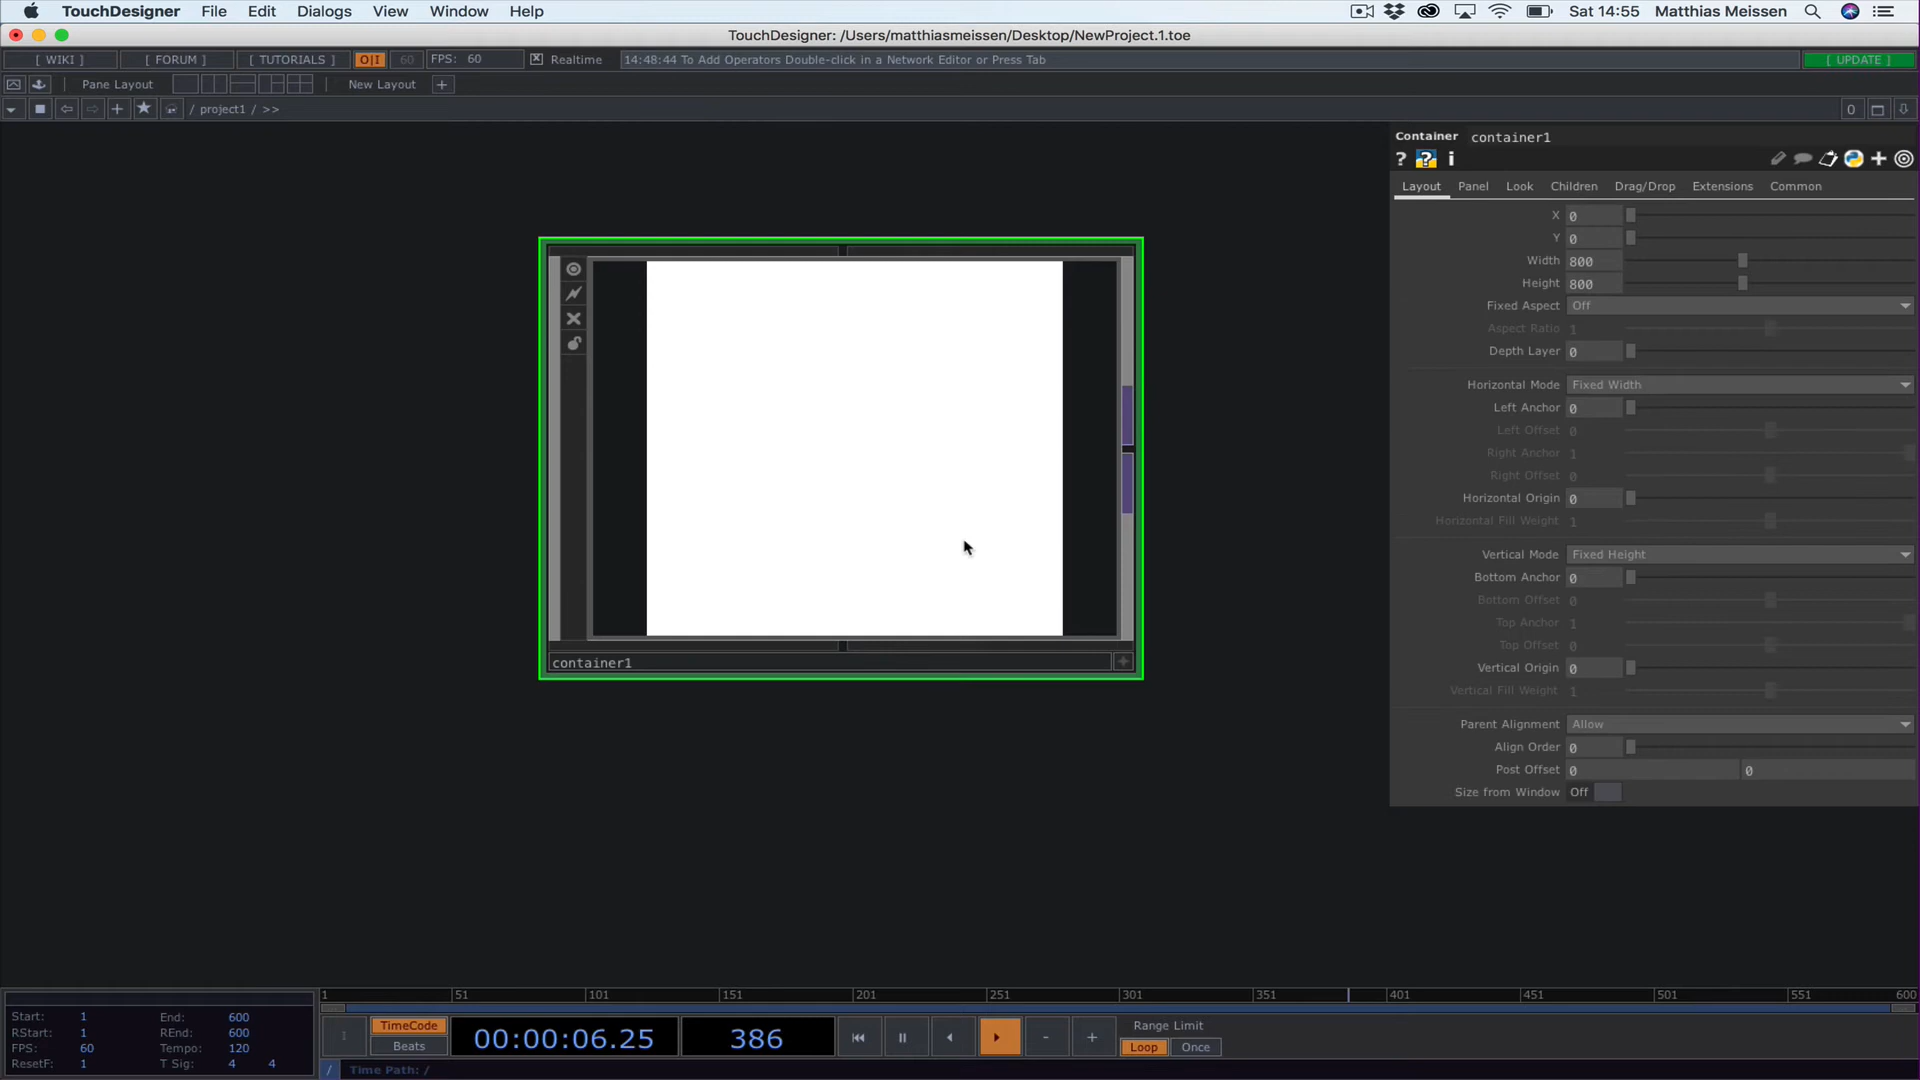 TouchDesigner File Edit Dialogs View Window Help Sat 14:55 Matthias Meissen
TouchDesigner: /Users/matthiasmeissen/Desktop/NewProject.1.toe
[ WIKI ] [ FORUM ] [ TUTORIALS ] O|I 60 FPS: 60 Realtime 14:48:44 To Add Operators Double-click in a Network Editor or Press Tab [ UPDATE ]
Pane Layout New Layout +
/ project1 / >> 0
Container container1
? ? i
Layout Panel Look Children Drag/Drop Extensions Common
X 0
Y 0
Width 800
Height 800
Fixed Aspect Off
Aspect Ratio 1
Depth Layer 0
Horizontal Mode Fixed Width
Left Anchor 0
Left Offset 0
Right Anchor 1
Right Offset 0
Horizontal Origin 0
Horizontal Fill Weight 1
Vertical Mode Fixed Height
Bottom Anchor 0
Bottom Offset 0
Top Anchor 1
Top Offset 0
Vertical Origin 0
Vertical Fill Weight 1
Parent Alignment Allow
Align Order 0
Post Offset 0 0
Size from Window Off
container1
1 51 101 151 201 251 301 351 401 451 501 551 600
Start: 1 End: 600
RStart: 1 REnd: 600
FPS: 60 Tempo: 120
ResetF: 1 T Sig: 4 4
TimeCode
Beats
00:00:06.25 386
- +
Range Limit
Loop Once
/ Time Path: /